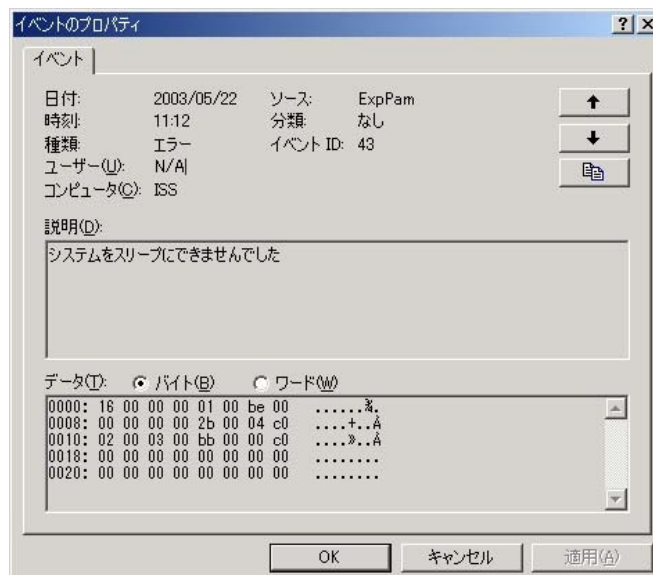 イベントのプロパティ
イベント
日付: 2003/05/22 ソース: ExpPam
時刻: 11:12 分類: なし
種類: エラー イベント ID: 43
ユーザー(U): N/A
コンピュータ(C): ISS
説明(D):
システムをスリープにできませんでした
データ(T): バイト(B) ワード(W)
0000: 16 00 00 00 01 00 be 00 ......¾.
0008: 00 00 00 00 2b 00 04 c0 ....+..À
0010: 02 00 03 00 bb 00 00 c0 ....»..À
0018: 00 00 00 00 00 00 00 00 ........
0020: 00 00 00 00 00 00 00 00 ........
OK キャンセル 適用(A)